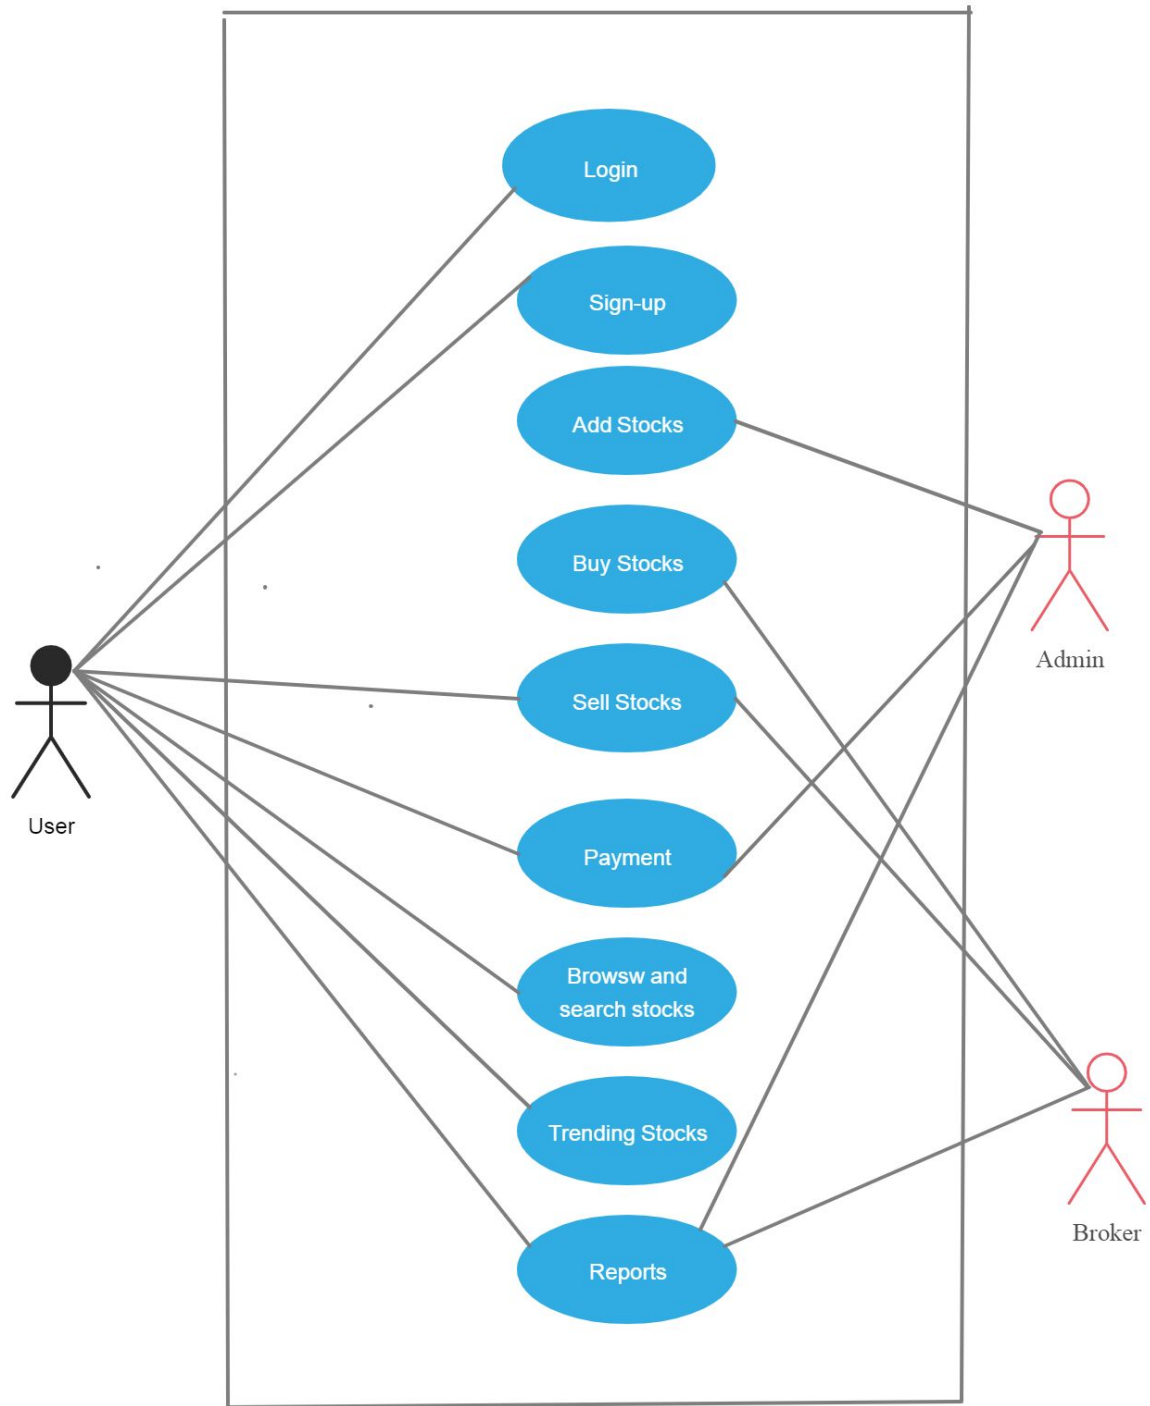 Login
Sign-up
Add Stocks
Buy Stocks
Sell Stocks
Payment
Browsw and
search stocks
Trending Stocks
Reports
User
Admin
Broker